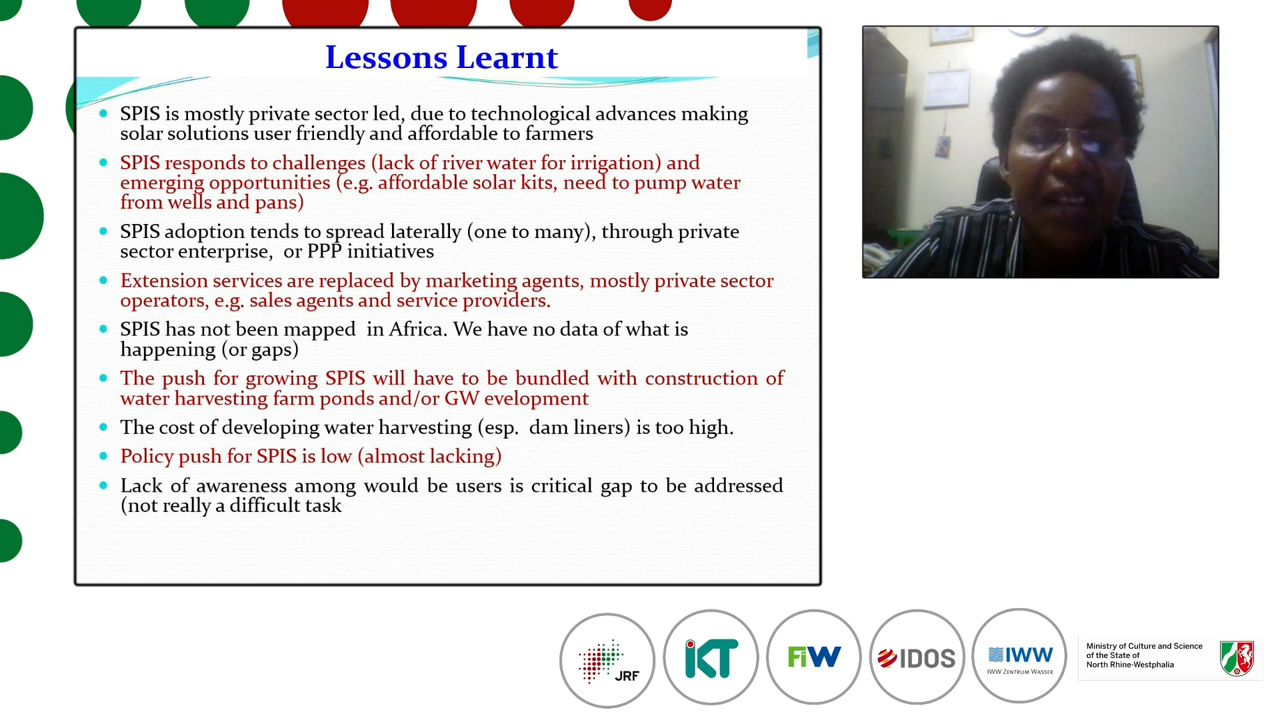 Lessons Learnt
SPIS is mostly private sector led, due to technological advances making
solar solutions user friendly and affordable to farmers
SPIS responds to challenges (lack of river water for irrigation) and
emerging opportunities (e.g. affordable solar kits, need to pump water
from wells and pans)
SPIS adoption tends to spread laterally (one to many), through private
sector enterprise, or PPP initiatives
Extension services are replaced by marketing agents, mostly private sector
operators, e.g. sales agents and service providers.
SPIS has not been mapped in Africa. We have no data of what is
happening (or gaps)
The push for growing SPIS will have to be bundled with construction of
water harvesting farm ponds and/or GW evelopment
The cost of developing water harvesting (esp. dam liners) is too high.
Policy push for SPIS is low (almost lacking)
Lack of awareness among would be users is critical gap to be addressed
(not really a difficult task
JRF
iKT
FiW
IDOS
IWW
IWW ZENTRUM WASSER
Ministry of Culture and Science
of the State of
North Rhine-Westphalia